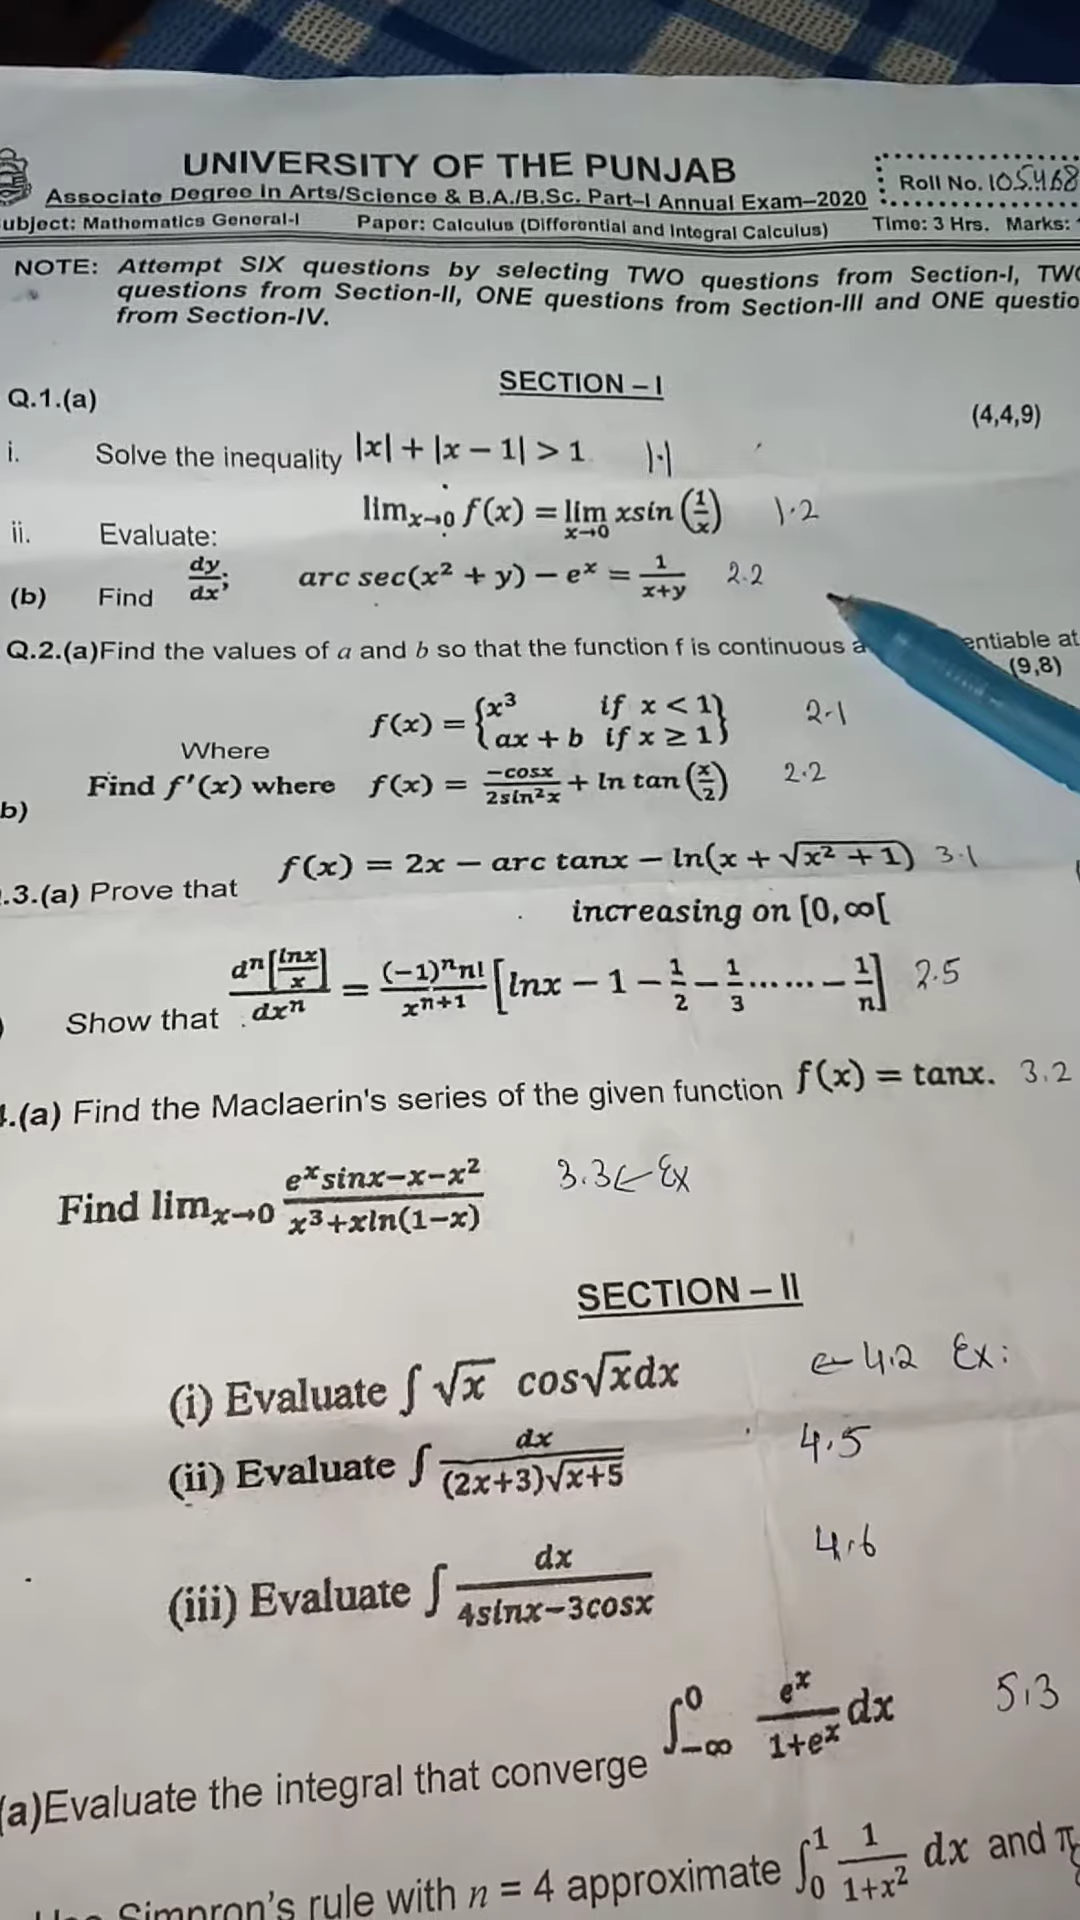 UNIVERSITY OF THE PUNJAB
Roll No. 105468
Associate Degree in Arts/Science & B.A./B.Sc. Part–I Annual Exam–2020
ubject: Mathematics General-I Paper: Calculus (Differential and Integral Calculus) Time: 3 Hrs. Marks:
NOTE: Attempt SIX questions by selecting TWO questions from Section-I, TWO
questions from Section-II, ONE questions from Section-III and ONE questio
from Section-IV.
SECTION – I
Q.1.(a) (4,4,9)
i. Solve the inequality |x| + |x − 1| > 1 1.1
ii. Evaluate: lim_{x→0} f(x) = lim_{x→0} xsin(1/x) 1.2
(b) Find dy/dx; arc sec(x² + y) − eˣ = 1/(x+y) 2.2
Q.2.(a)Find the values of a and b so that the function f is continuous a entiable at
(9,8)
Where f(x) = {x³ if x < 1, ax + b if x ≥ 1} 2.1
b) Find f′(x) where f(x) = −cosx/2sin²x + ln tan(x/2) 2.2
.3.(a) Prove that f(x) = 2x − arc tanx − ln(x + √(x² + 1)) 3.1
increasing on [0,∞[
) Show that dⁿ[lnx/x]/dxⁿ = (−1)ⁿn!/xⁿ⁺¹ [lnx − 1 − 1/2 − 1/3 ...... − 1/n] 2.5
.(a) Find the Maclaerin's series of the given function f(x) = tanx. 3.2
Find lim_{x→0} (eˣsinx−x−x²)/(x³+xln(1−x)) 3.3 ← Ex
SECTION – II
(i) Evaluate ∫ √x cos√x dx ← 4.2 Ex:
(ii) Evaluate ∫ dx/((2x+3)√(x+5)) 4.5
(iii) Evaluate ∫ dx/(4sinx−3cosx) 4.6
(a)Evaluate the integral that converge ∫_{−∞}^{0} eˣ/(1+eˣ) dx 5.3
Simpron's rule with n = 4 approximate ∫_{0}^{1} 1/(1+x²) dx and π